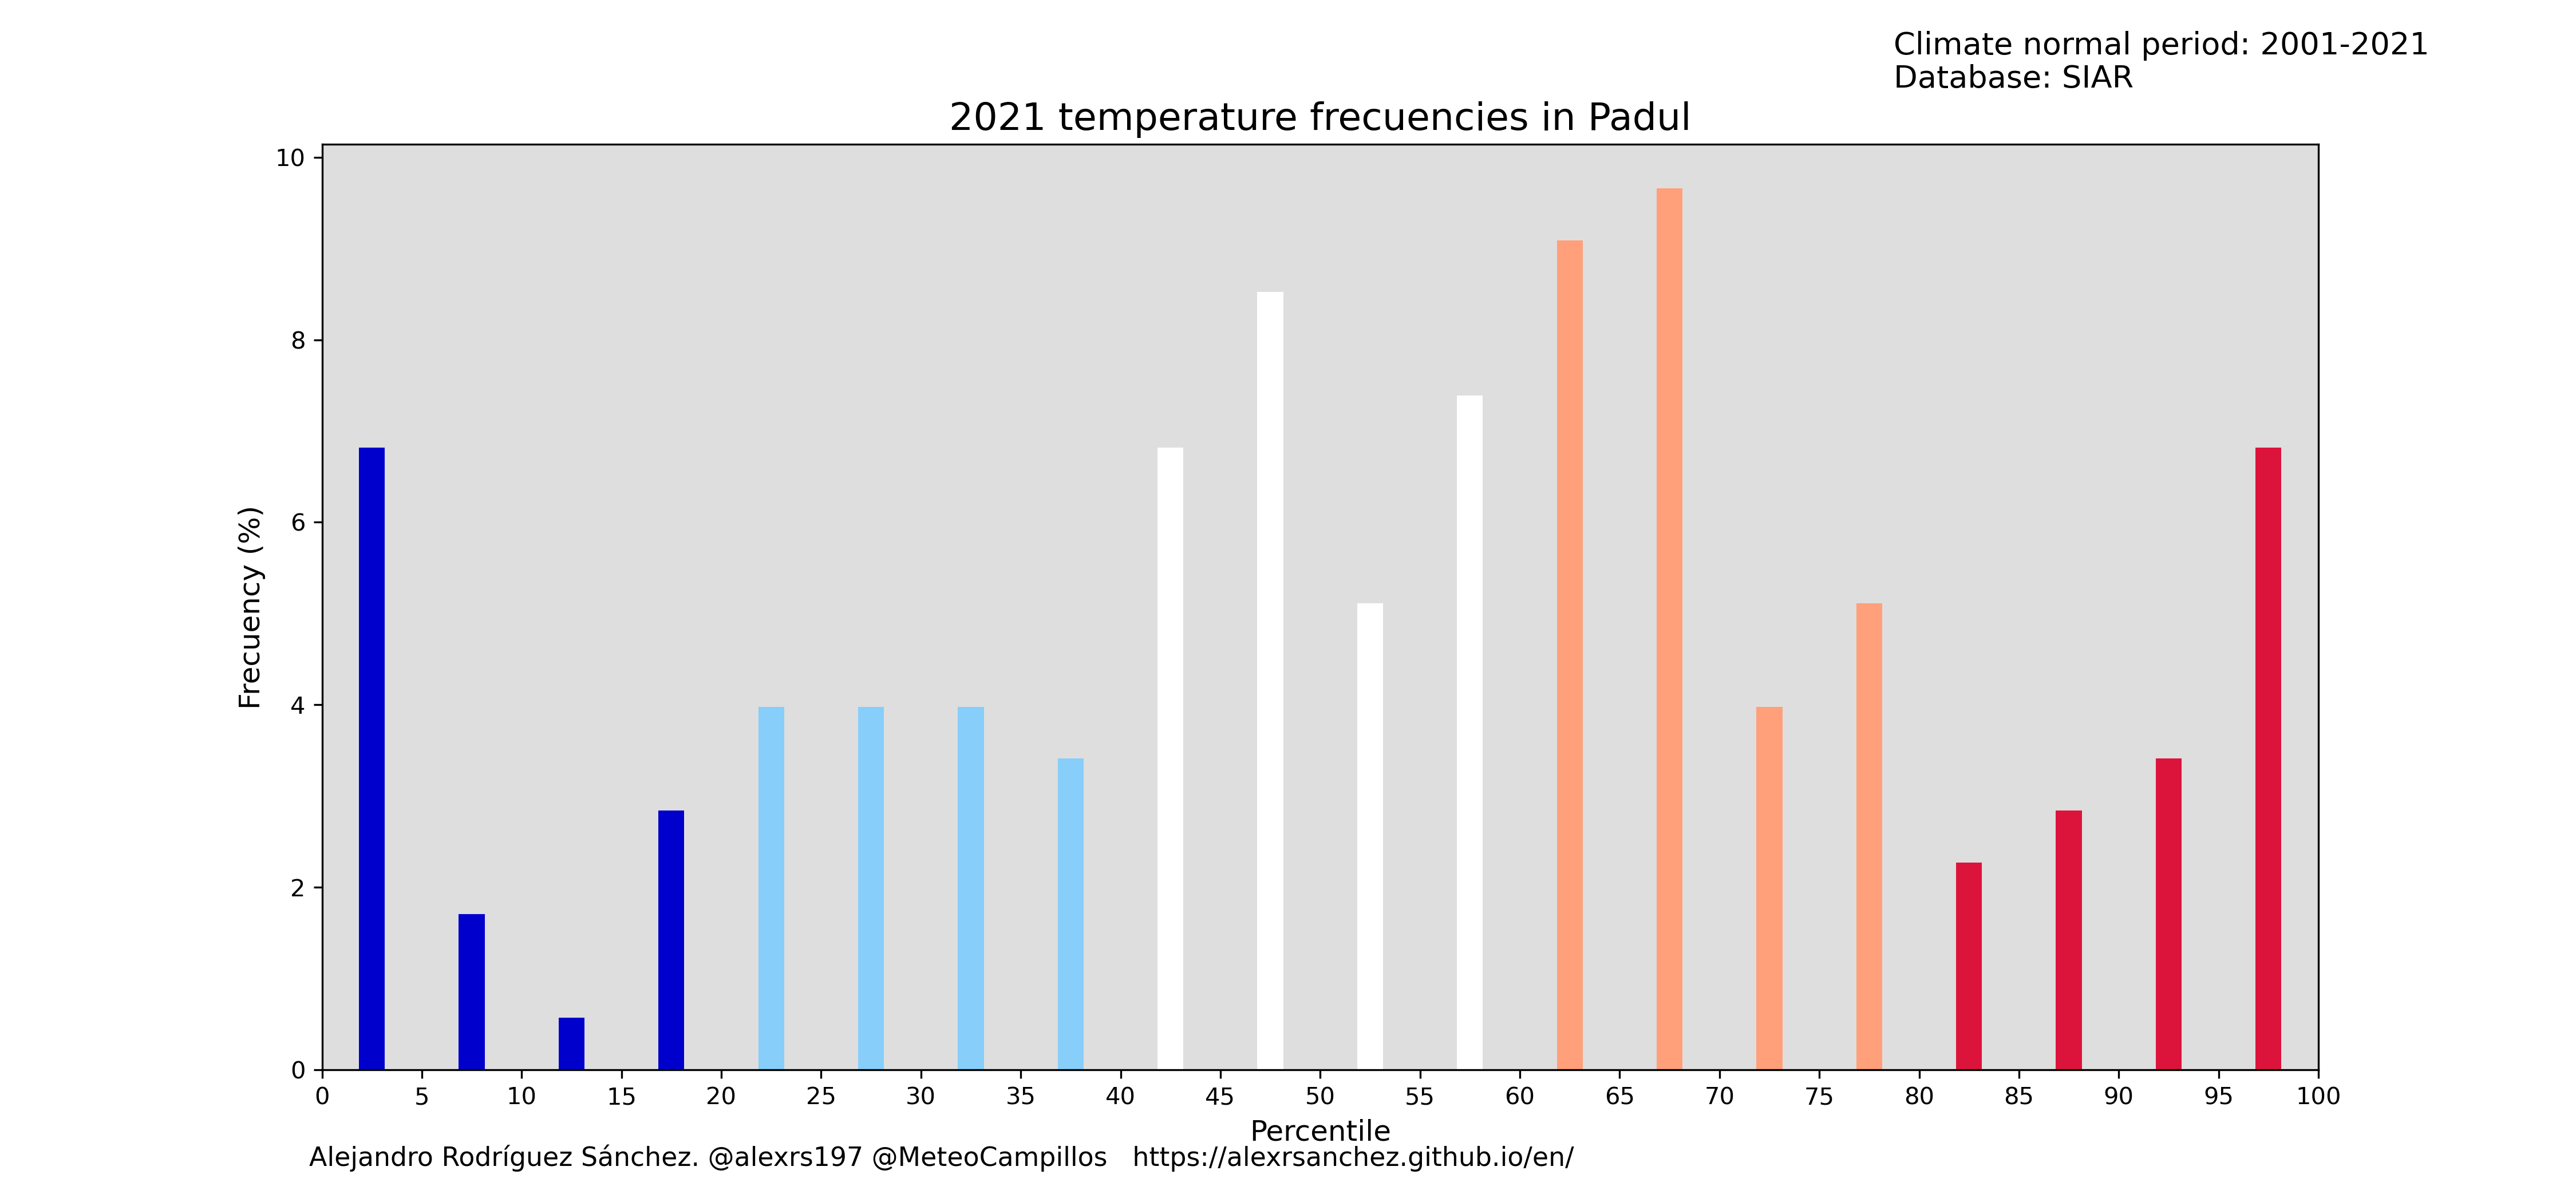 Climate normal period: 2001-2021
Database: SIAR
2021 temperature frecuencies in Padul
10
8
6
4
2
0
Frecuency (%)
0 5 10 15 20 25 30 35 40 45 50 55 60 65 70 75 80 85 90 95 100
Percentile
Alejandro Rodríguez Sánchez. @alexrs197 @MeteoCampillos https://alexrsanchez.github.io/en/